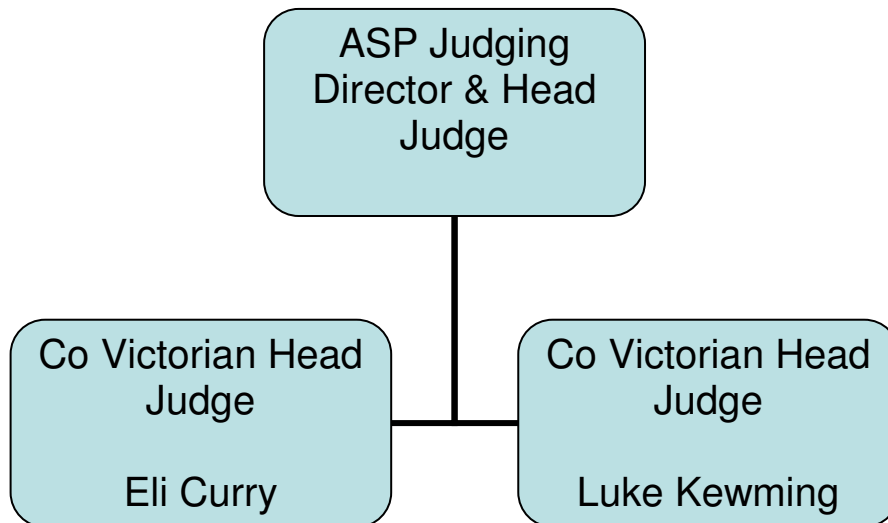 ASP Judging
Director & Head
Judge
Co Victorian Head
Judge
Eli Curry
Co Victorian Head
Judge
Luke Kewming